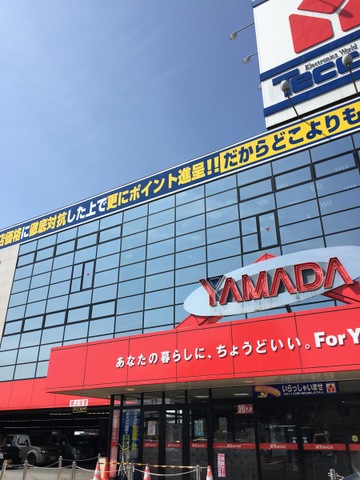 YAMADA
Electronics World
Tecc
店価格に徹底対抗した上で更にポイント進呈!!だからどこよりも
YAMADA
あなたの暮らしに、ちょうどいい。For Y
いらっしゃいませ